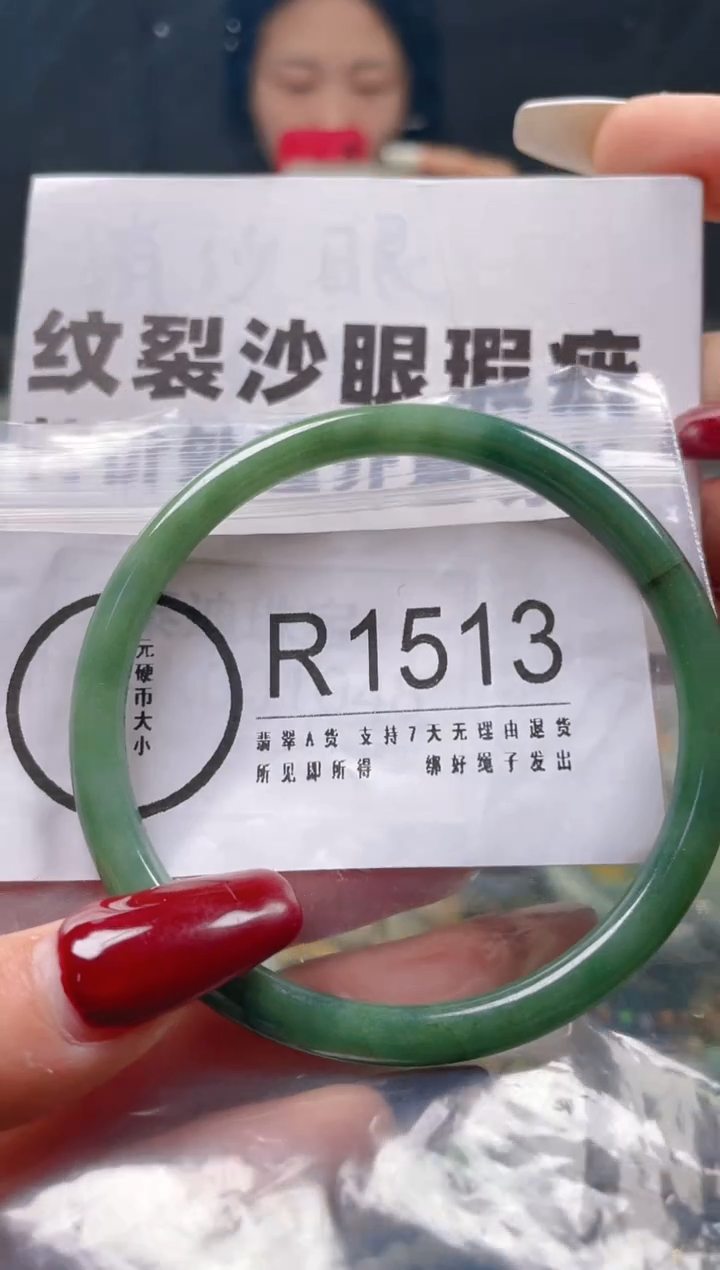 纹裂沙眼瑕疵
元硬币大小
R1513
翡翠A货 支持7天无理由退货
所见即所得 绑好绳子发出